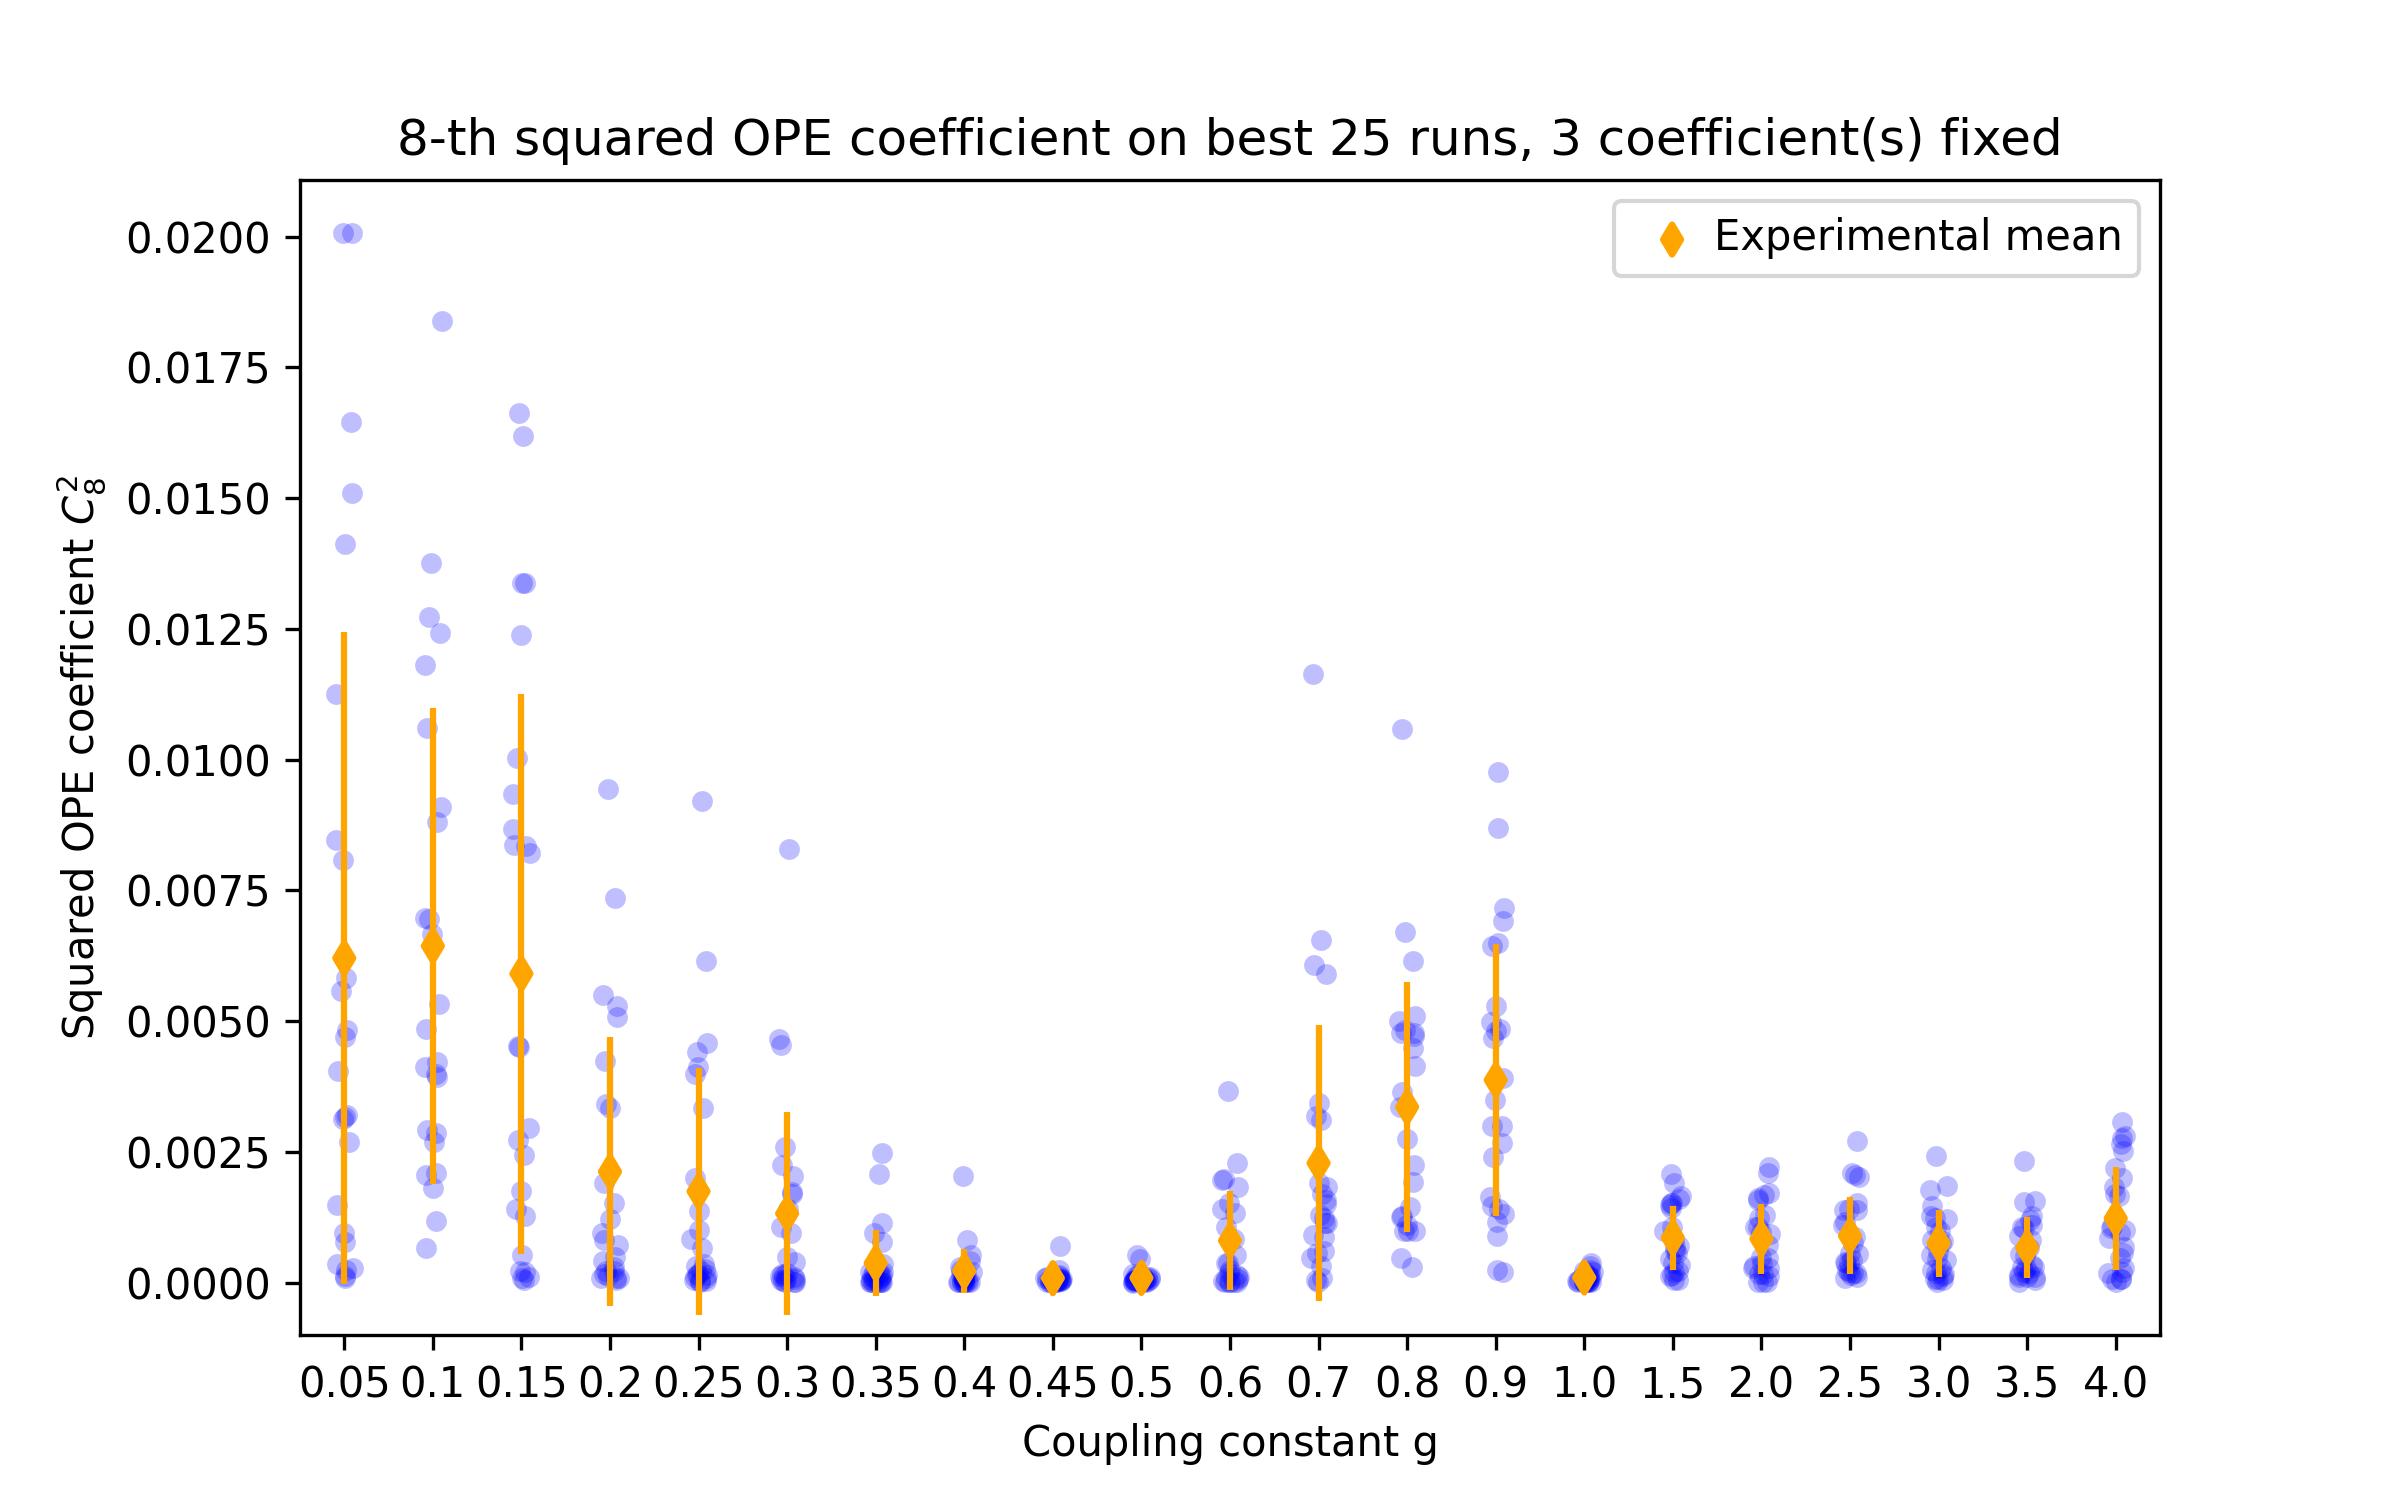 8-th squared OPE coefficient on best 25 runs, 3 coefficient(s) fixed
Experimental mean
Squared OPE coefficient $C_8^2$
0.0200
0.0175
0.0150
0.0125
0.0100
0.0075
0.0050
0.0025
0.0000
0.05 0.1 0.15 0.2 0.25 0.3 0.35 0.4 0.45 0.5 0.6 0.7 0.8 0.9 1.0 1.5 2.0 2.5 3.0 3.5 4.0
Coupling constant g